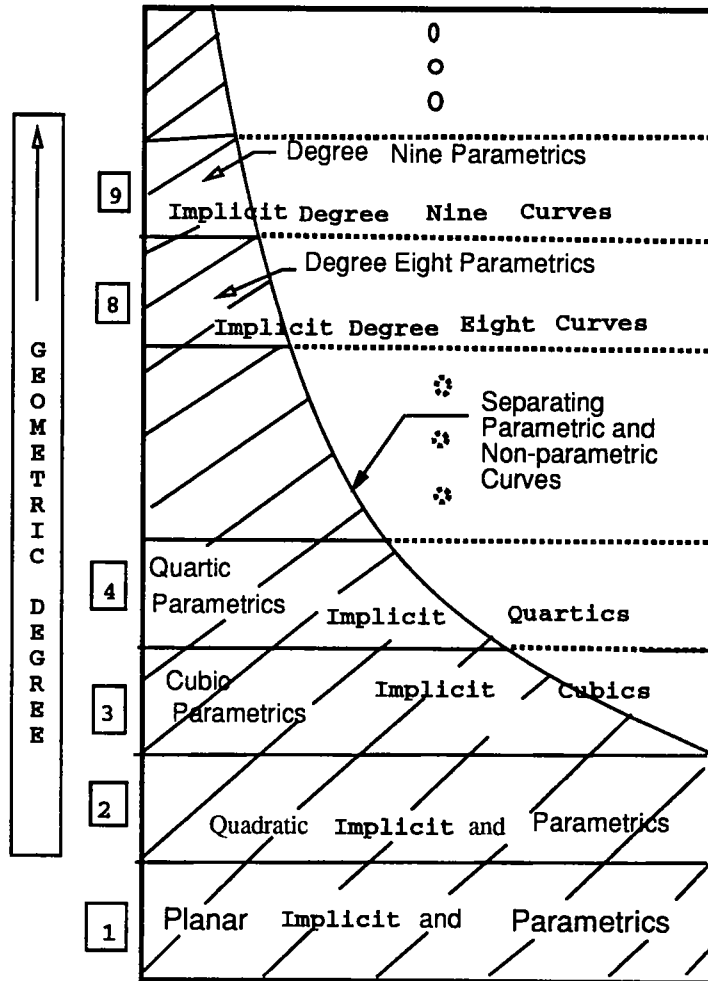 Degree Nine Parametrics
9
Implicit Degree Nine Curves
Degree Eight Parametrics
8
Implicit Degree Eight Curves
GEOMETRIC DEGREE
Separating
Parametric and
Non-parametric
Curves
Quartic
4
Parametrics
Implicit Quartics
Cubic
Parametrics
3
Implicit Cubics
2
Quadratic Implicit and Parametrics
1
Planar Implicit and Parametrics